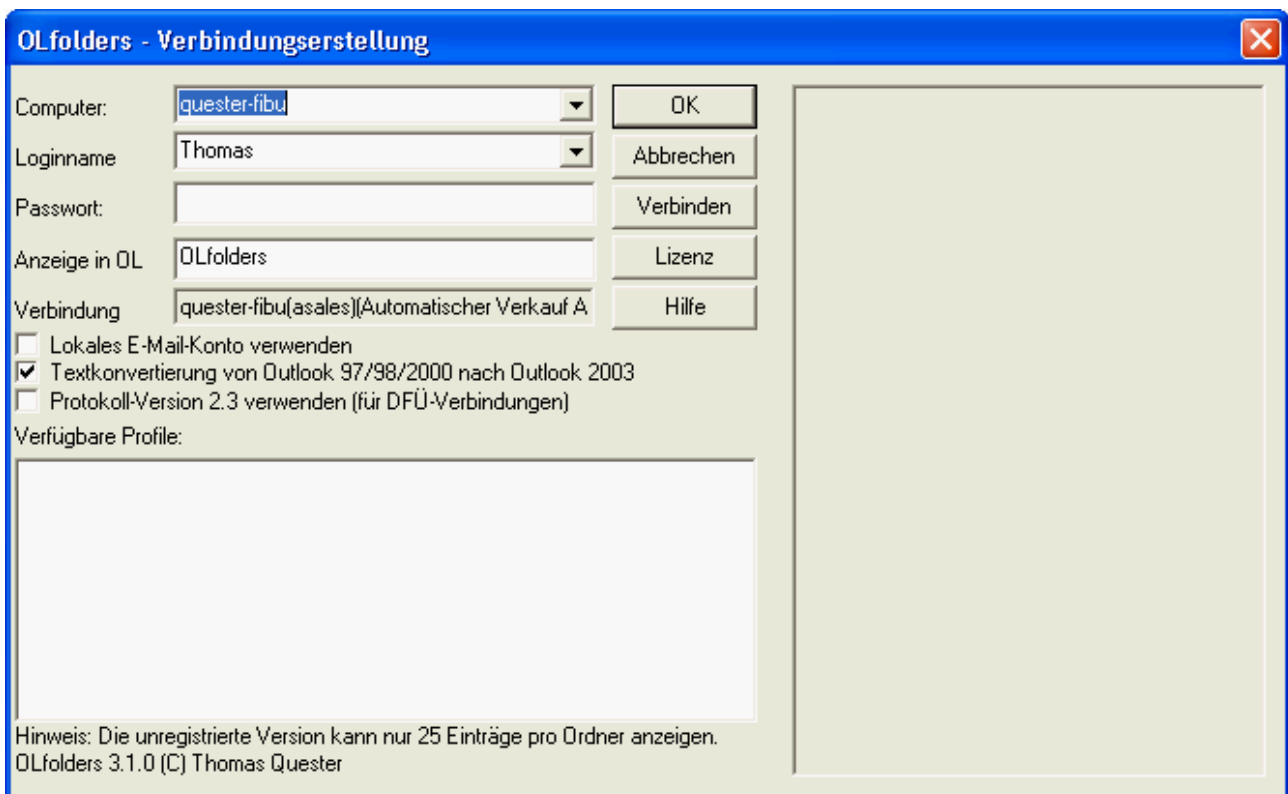 OLfolders - Verbindungserstellung
Computer: quester-fibu OK
Loginname Thomas Abbrechen
Passwort: Verbinden
Anzeige in OL OLfolders Lizenz
Verbindung quester-fibu(asales)(Automatischer Verkauf A Hilfe
Lokales E-Mail-Konto verwenden
Textkonvertierung von Outlook 97/98/2000 nach Outlook 2003
Protokoll-Version 2.3 verwenden (für DFÜ-Verbindungen)
Verfügbare Profile:
Hinweis: Die unregistrierte Version kann nur 25 Einträge pro Ordner anzeigen.
OLfolders 3.1.0 (C) Thomas Quester